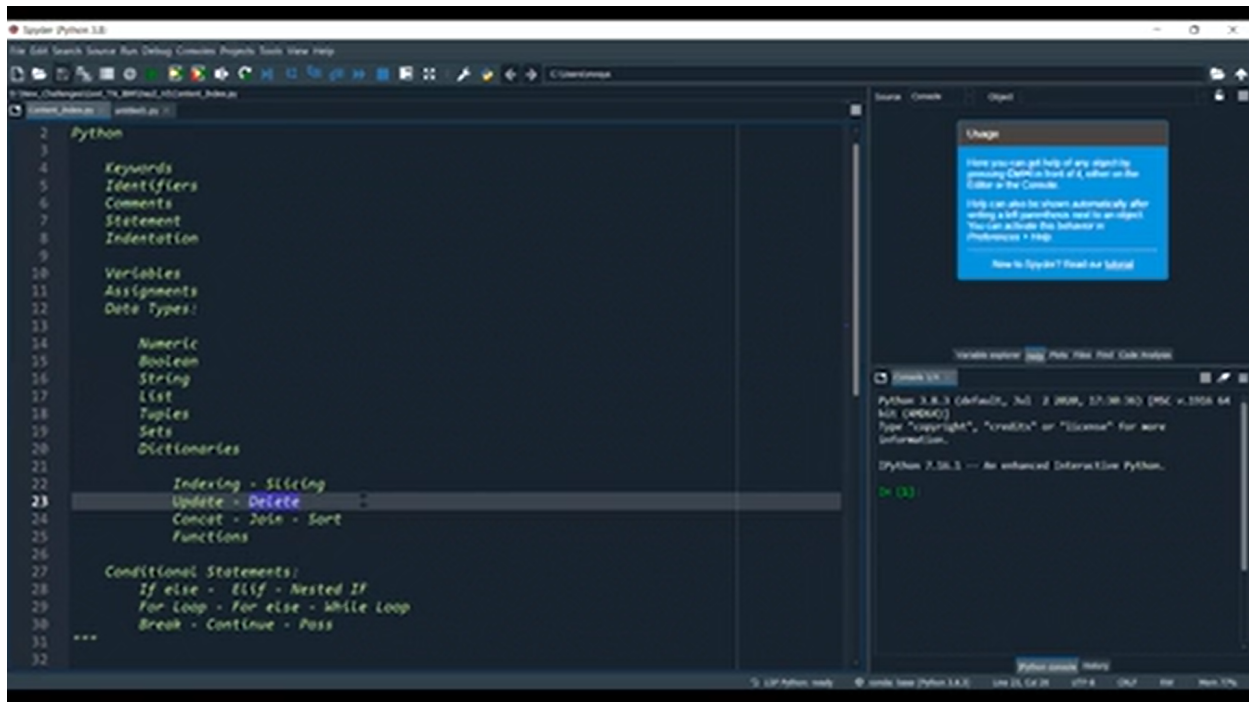 Spyder (Python 3.8)
File Edit Search Source Run Debug Consoles Projects Tools View Help
C:\Users\
Content_Index.py untitled1.py
Source Console Object
2 Python
3
4 Keywords
5 Identifiers
6 Comments
7 Statement
8 Indentation
9
10 Variables
11 Assignments
12 Data Types:
13
14 Numeric
15 Boolean
16 String
17 List
18 Tuples
19 Sets
20 Dictionaries
21
22 Indexing - Slicing
23 Update - Delete
24 Concat - Join - Sort
25 Functions
26
27 Conditional Statements:
28 If else - Elif - Nested IF
29 For Loop - For else - While Loop
30 Break - Continue - Pass
31 """
32
Usage
Here you can get help of any object by
pressing Ctrl+I in front of it, either on the
Editor or the Console.
Help can also be shown automatically after
writing a left parenthesis next to an object.
You can activate this behavior in
Preferences > Help.
New to Spyder? Read our tutorial
Variable explorer Help Plots Files Find Code Analysis
Console 1/A
Python 3.8.3 (default, Jul 2 2020, 17:30:36) [MSC v.1916 64
bit (AMD64)]
Type "copyright", "credits" or "license" for more
information.
IPython 7.16.1 -- An enhanced Interactive Python.
In [1]:
IPython console History
LSP Python: ready conda: base (Python 3.8.3) Line 23, Col 28 UTF-8 CRLF RW Mem 77%